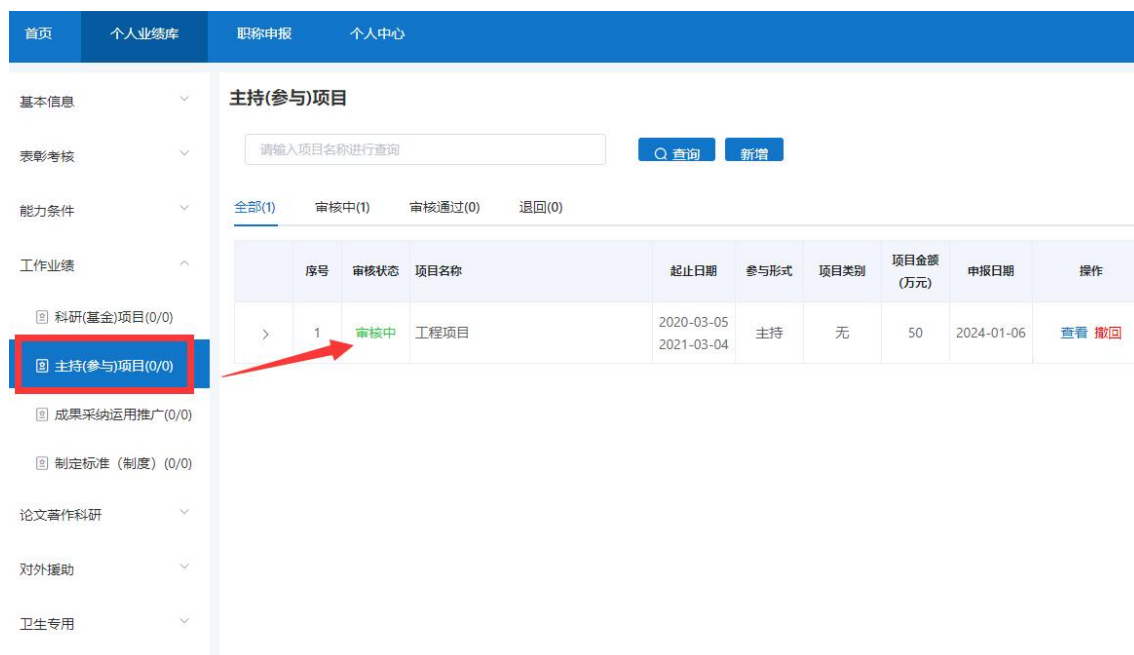 首页 个人业绩库 职称申报 个人中心
基本信息
表彰考核
能力条件
工作业绩
科研(基金)项目(0/0)
主持(参与)项目(0/0)
成果采纳运用推广(0/0)
制定标准（制度）(0/0)
论文著作科研
对外援助
卫生专用
主持(参与)项目
请输入项目名称进行查询 查询 新增
全部(1) 审核中(1) 审核通过(0) 退回(0)
序号 审核状态 项目名称 起止日期 参与形式 项目类别 项目金额 申报日期 操作
(万元)
1 审核中 工程项目 2020-03-05 主持 无 50 2024-01-06 查看 撤回
2021-03-04